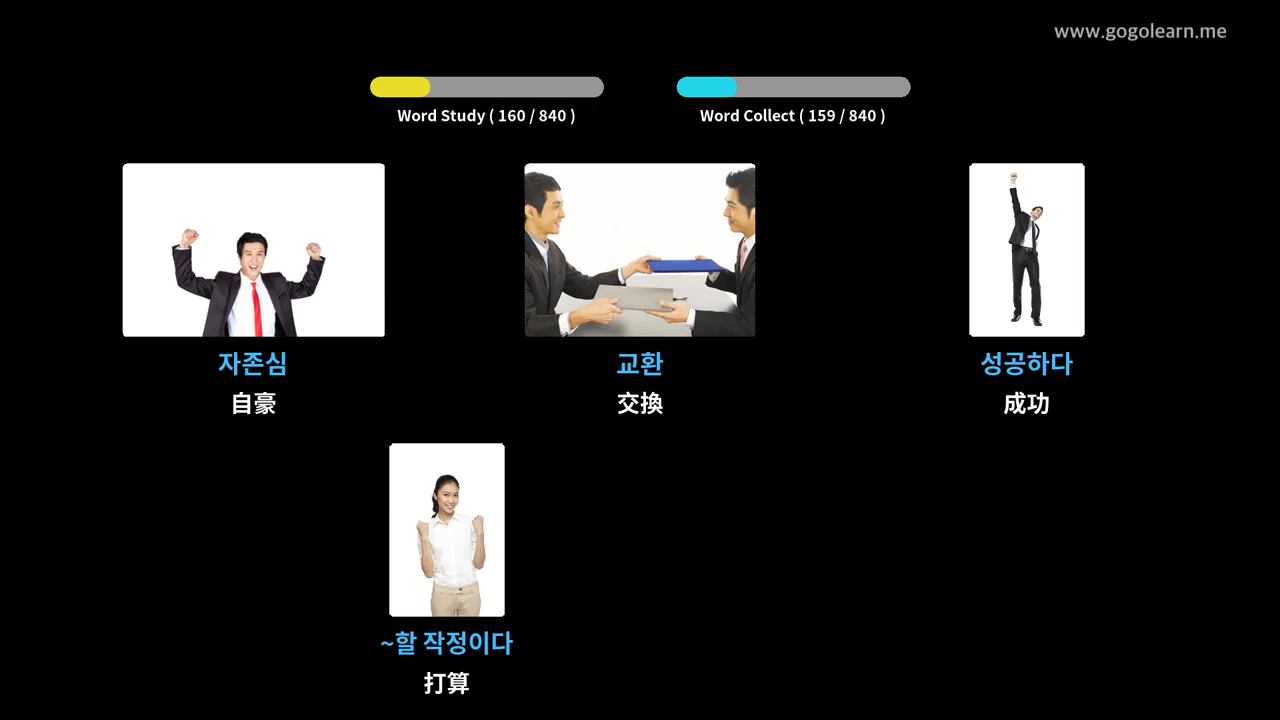 www.gogolearn.me
Word Study ( 160 / 840 )
Word Collect ( 159 / 840 )
자존심
自豪
교환
交換
성공하다
成功
~할 작정이다
打算